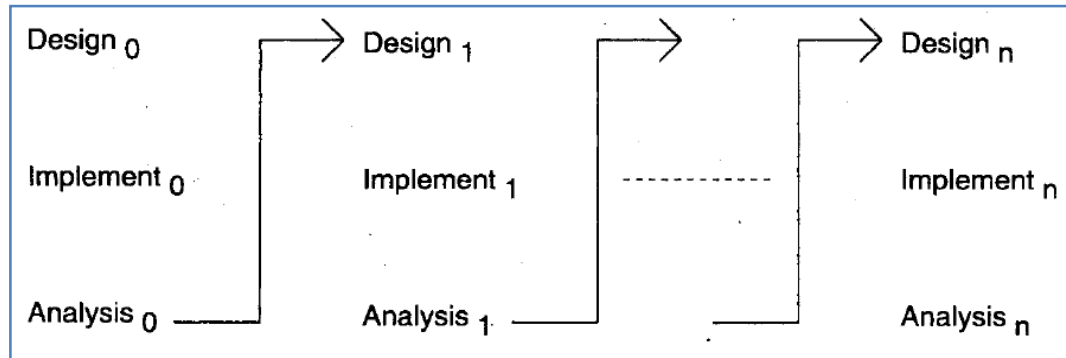 Design 0
Design 1
Design n
Implement 0
Implement 1
Implement n
Analysis 0
Analysis 1
Analysis n